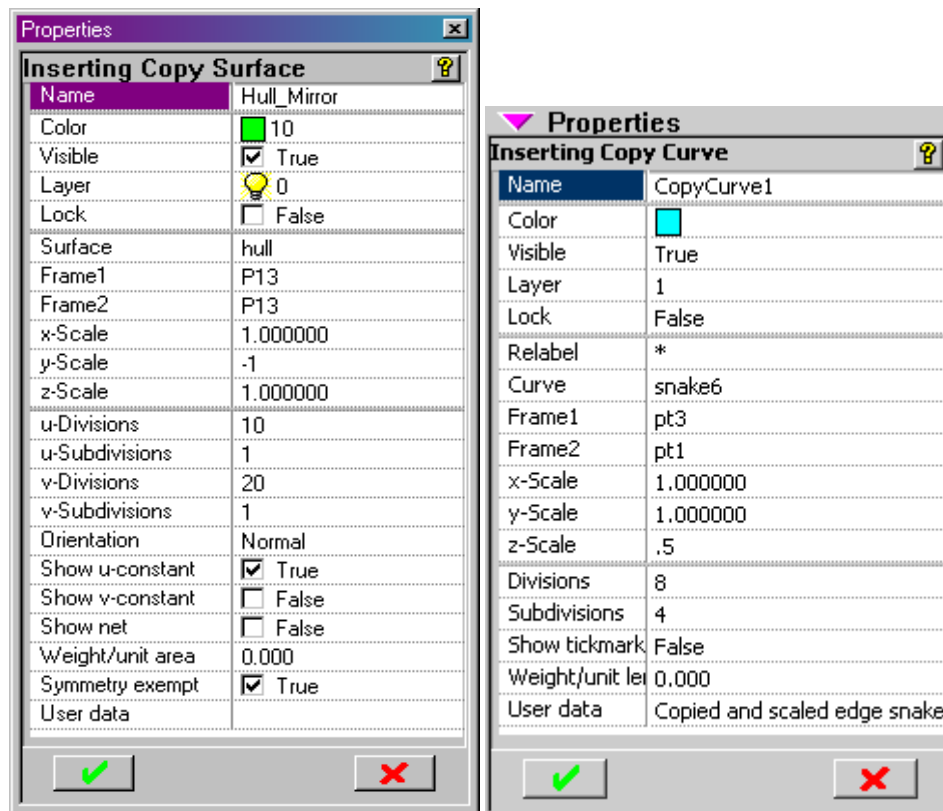 Properties
Inserting Copy Surface
Name Hull_Mirror
Color 10
Visible True
Layer 0
Lock False
Surface hull
Frame1 P13
Frame2 P13
x-Scale 1.000000
y-Scale -1
z-Scale 1.000000
u-Divisions 10
u-Subdivisions 1
v-Divisions 20
v-Subdivisions 1
Orientation Normal
Show u-constant True
Show v-constant False
Show net False
Weight/unit area 0.000
Symmetry exempt True
User data
Properties
Inserting Copy Curve
Name CopyCurve1
Color
Visible True
Layer 1
Lock False
Relabel *
Curve snake6
Frame1 pt3
Frame2 pt1
x-Scale 1.000000
y-Scale 1.000000
z-Scale .5
Divisions 8
Subdivisions 4
Show tickmark False
Weight/unit ler 0.000
User data Copied and scaled edge snake